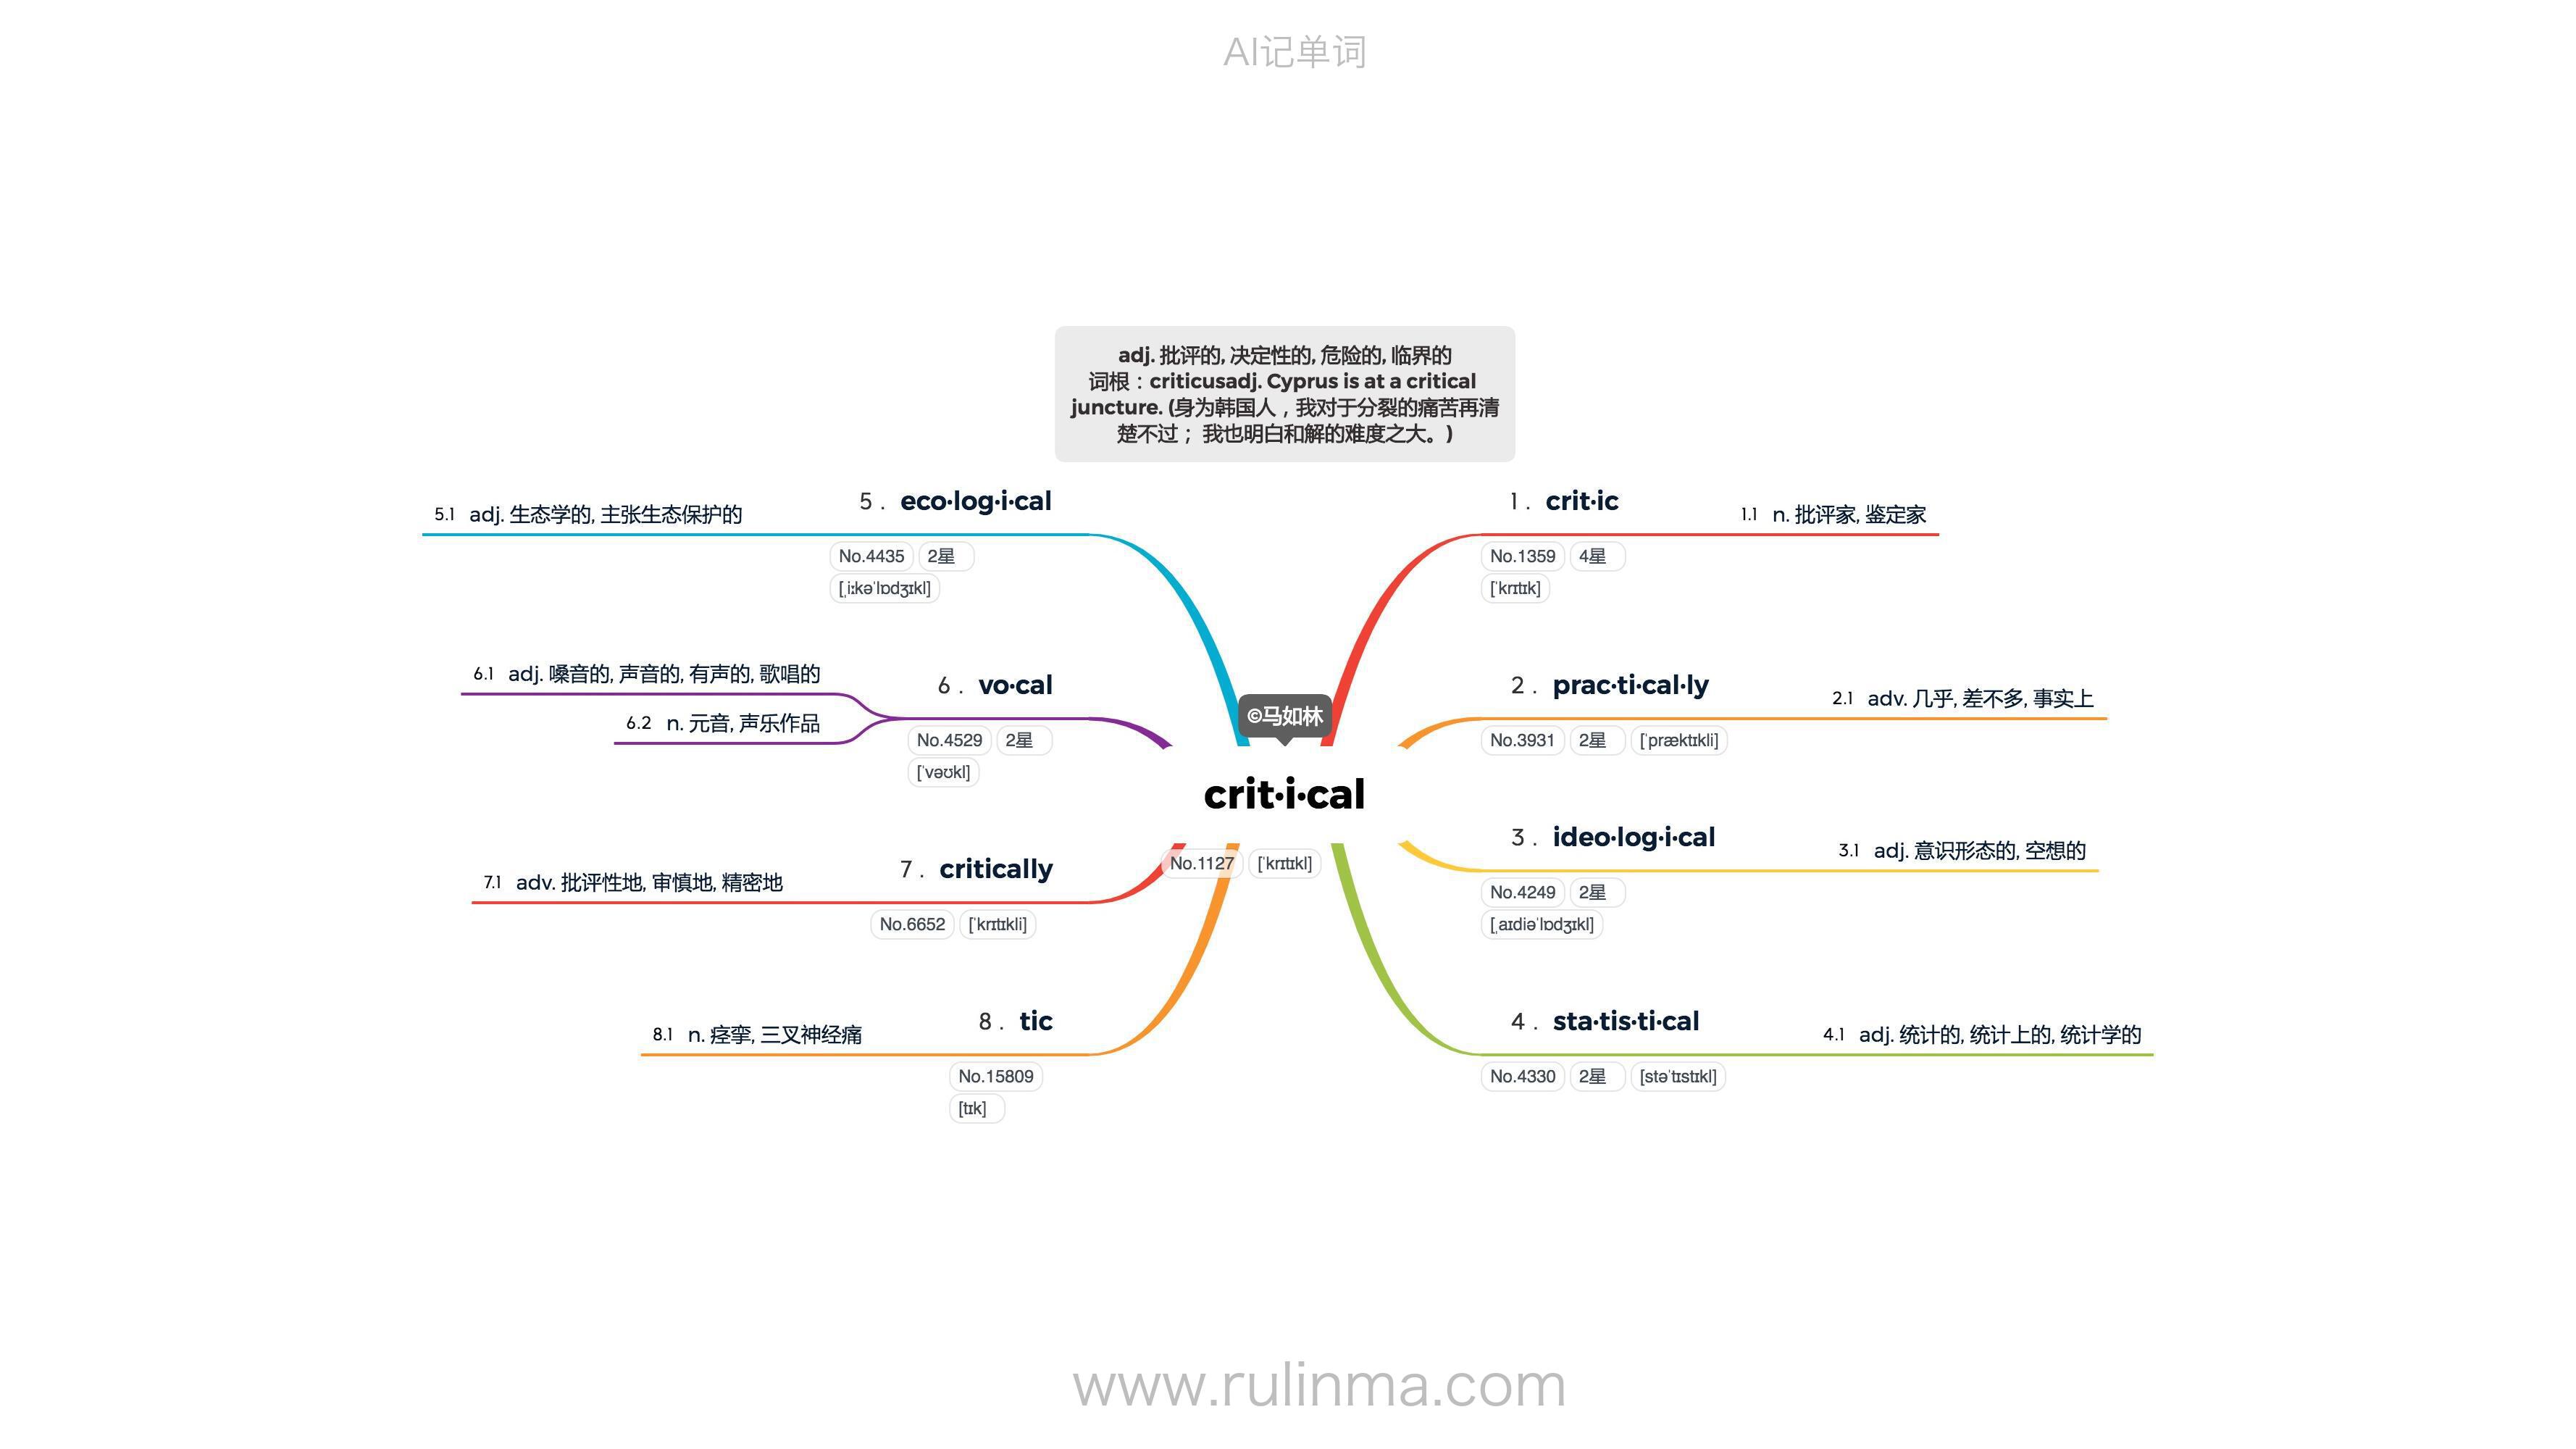 AI记单词
adj. 批评的, 决定性的, 危险的, 临界的
词根：criticusadj. Cyprus is at a critical
juncture. (身为韩国人，我对于分裂的痛苦再清
楚不过； 我也明白和解的难度之大。)
©马如林
crit·i·cal
No.1127 [ˈkrɪtɪkl]
1 . crit·ic
No.1359 4星
[ˈkrɪtɪk]
1.1 n. 批评家, 鉴定家
2 . prac·ti·cal·ly
No.3931 2星 [ˈpræktɪkli]
2.1 adv. 几乎, 差不多, 事实上
3 . ideo·log·i·cal
No.4249 2星
[ˌaɪdiəˈlɒdʒɪkl]
3.1 adj. 意识形态的, 空想的
4 . sta·tis·ti·cal
No.4330 2星 [stəˈtɪstɪkl]
4.1 adj. 统计的, 统计上的, 统计学的
5 . eco·log·i·cal
No.4435 2星
[ˌiːkəˈlɒdʒɪkl]
5.1 adj. 生态学的, 主张生态保护的
6 . vo·cal
No.4529 2星
[ˈvəʊkl]
6.1 adj. 嗓音的, 声音的, 有声的, 歌唱的
6.2 n. 元音, 声乐作品
7 . critically
No.6652 [ˈkrɪtɪkli]
7.1 adv. 批评性地, 审慎地, 精密地
8 . tic
No.15809
[tɪk]
8.1 n. 痉挛, 三叉神经痛
www.rulinma.com